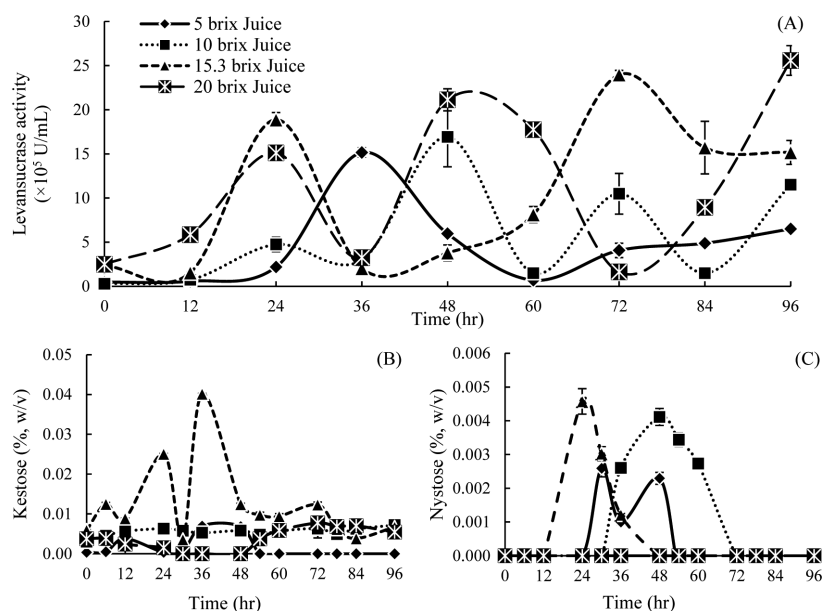 (A)
5 brix Juice
10 brix Juice
15.3 brix Juice
20 brix Juice
Levansucrase activity
(×10⁵ U/mL)
30
25
20
15
10
5
0
0 12 24 36 48 60 72 84 96
Time (hr)
(B)
Kestose (%, w/v)
0.05
0.04
0.03
0.02
0.01
0.00
0 12 24 36 48 60 72 84 96
Time (hr)
(C)
Nystose (%, w/v)
0.006
0.005
0.004
0.003
0.002
0.001
0.000
0 12 24 36 48 60 72 84 96
Time (hr)